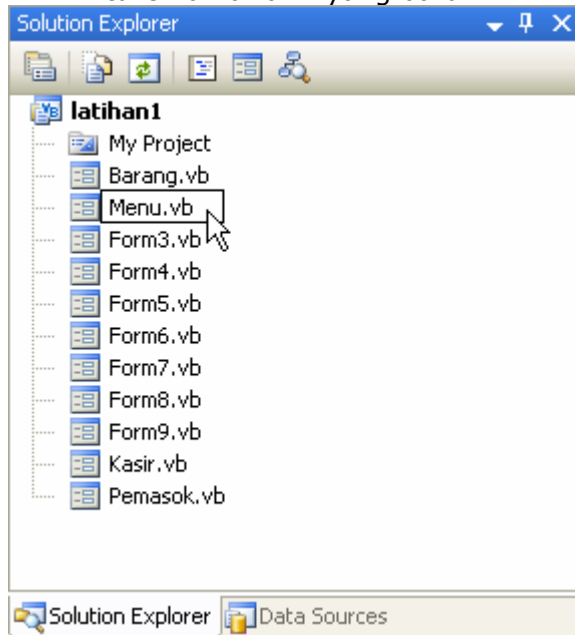 Solution Explorer
latihan1
My Project
Barang.vb
Menu.vb
Form3.vb
Form4.vb
Form5.vb
Form6.vb
Form7.vb
Form8.vb
Form9.vb
Kasir.vb
Pemasok.vb
Solution Explorer Data Sources